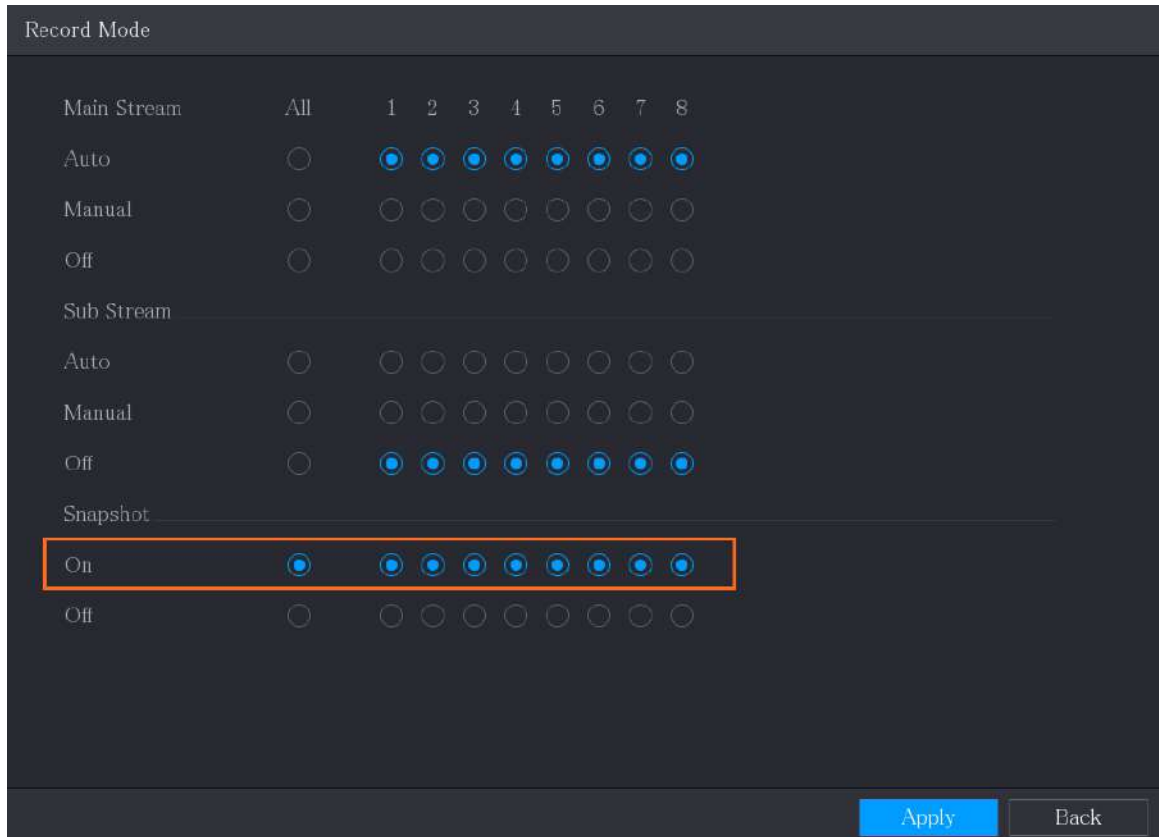 Record Mode
Main Stream All 1 2 3 4 5 6 7 8
Auto
Manual
Off
Sub Stream
Auto
Manual
Off
Snapshot
On
Off
Apply Back